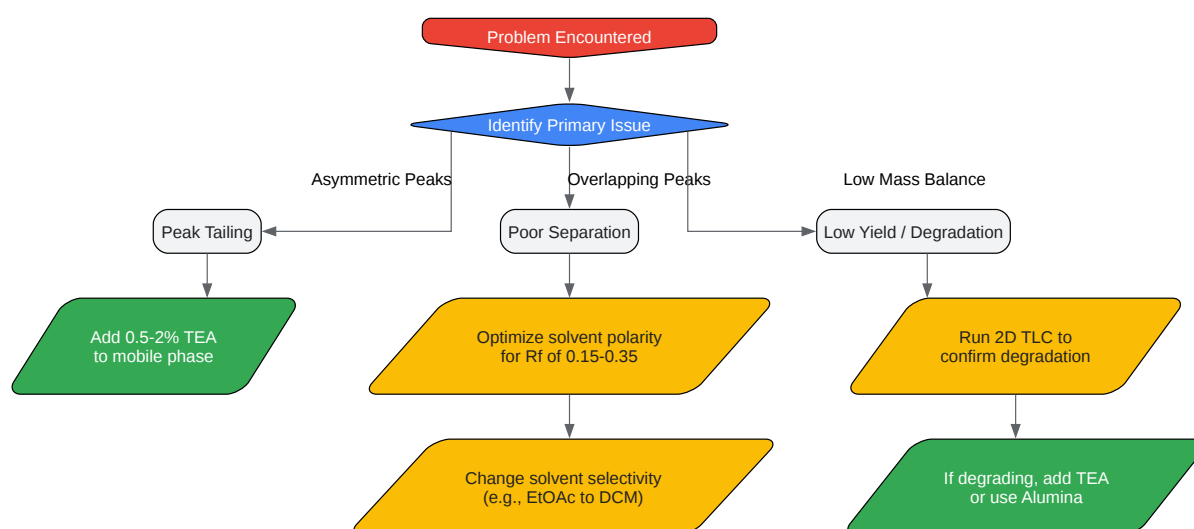 Problem Encountered
Identify Primary Issue
Asymmetric Peaks
Overlapping Peaks
Low Mass Balance
Peak Tailing
Poor Separation
Low Yield / Degradation
Add 0.5-2% TEA
to mobile phase
Optimize solvent polarity
for Rf of 0.15-0.35
Run 2D TLC to
confirm degradation
Change solvent selectivity
(e.g., EtOAc to DCM)
If degrading, add TEA
or use Alumina